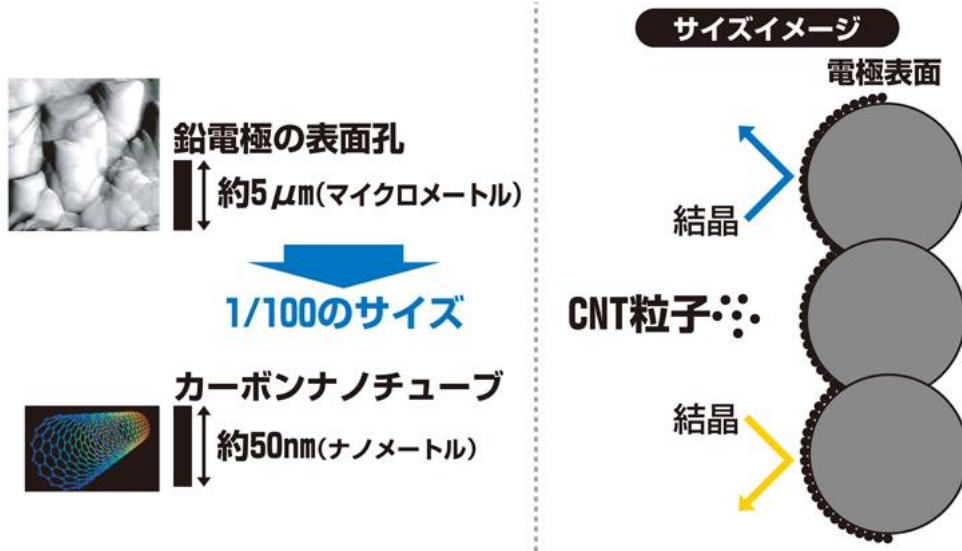 鉛電極の表面孔
約5μm(マイクロメートル)
1/100のサイズ
カーボンナノチューブ
約50nm(ナノメートル)
サイズイメージ
電極表面
結晶
CNT粒子
結晶